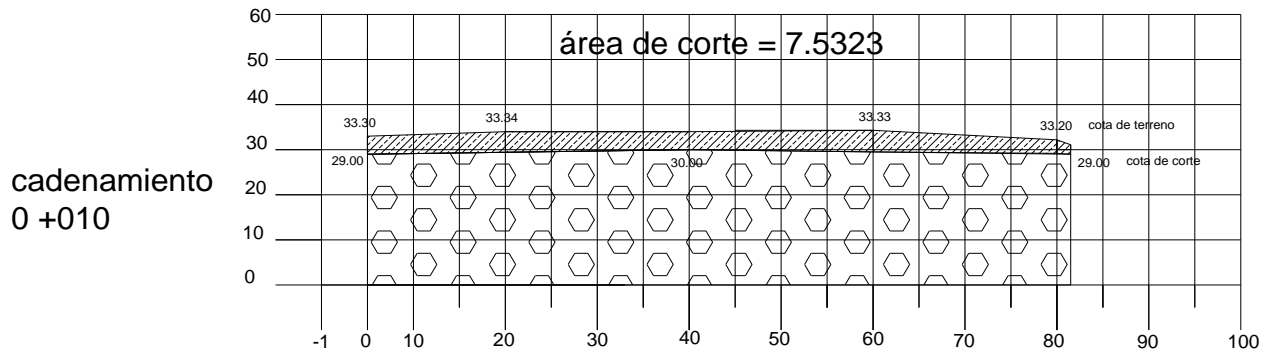 60
área de corte = 7.5323
50
40
33.30
33.34
33.33
33.20 cota de terreno
30
29.00
30.00
29.00 cota de corte
cadenamiento
0 +010
20
10
0
-1 0 10 20 30 40 50 60 70 80 90 100